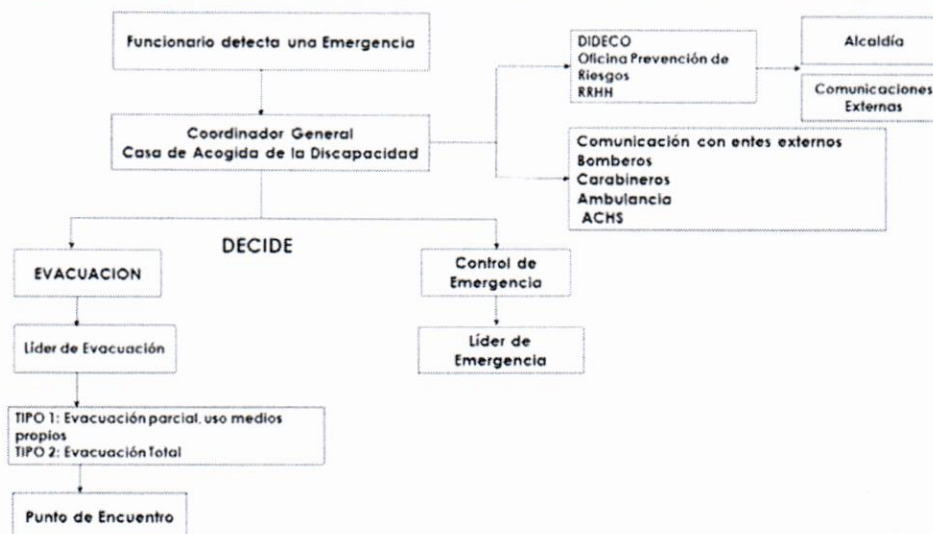 Funcionario detecta una Emergencia
DIDECO
Oficina Prevención de
Riesgos
RRHH
Alcaldía
Comunicaciones
Externas
Coordinador General
Casa de Acogida de la Discapacidad
Comunicación con entes externos
Bomberos
Carabineros
Ambulancia
ACHS
DECIDE
EVACUACION
Control de
Emergencia
Líder de Evacuación
Líder de
Emergencia
TIPO 1: Evacuación parcial, uso medios
propios
TIPO 2: Evacuación Total
Punto de Encuentro